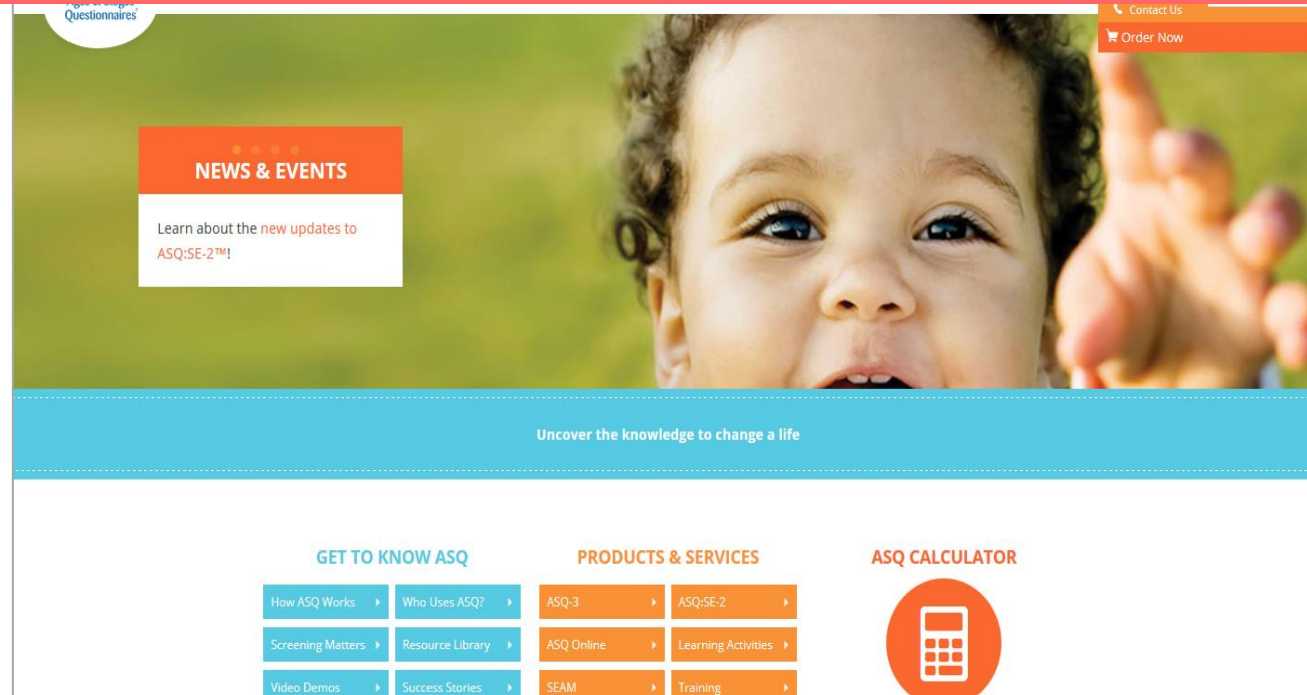 Ages & Stages
Questionnaires®
Contact Us
Order Now
NEWS & EVENTS
Learn about the new updates to
ASQ:SE-2™!
Uncover the knowledge to change a life
GET TO KNOW ASQ
How ASQ Works
Who Uses ASQ?
Screening Matters
Resource Library
Video Demos
Success Stories
PRODUCTS & SERVICES
ASQ-3
ASQ:SE-2
ASQ Online
Learning Activities
SEAM
Training
ASQ CALCULATOR